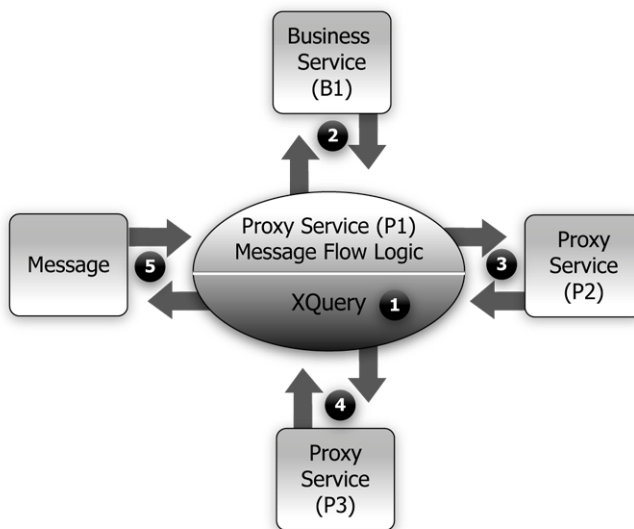 Business
Service
(B1)
2
Proxy Service (P1)
Message Flow Logic
Message
5
3
Proxy
Service
(P2)
XQuery
1
4
Proxy
Service
(P3)